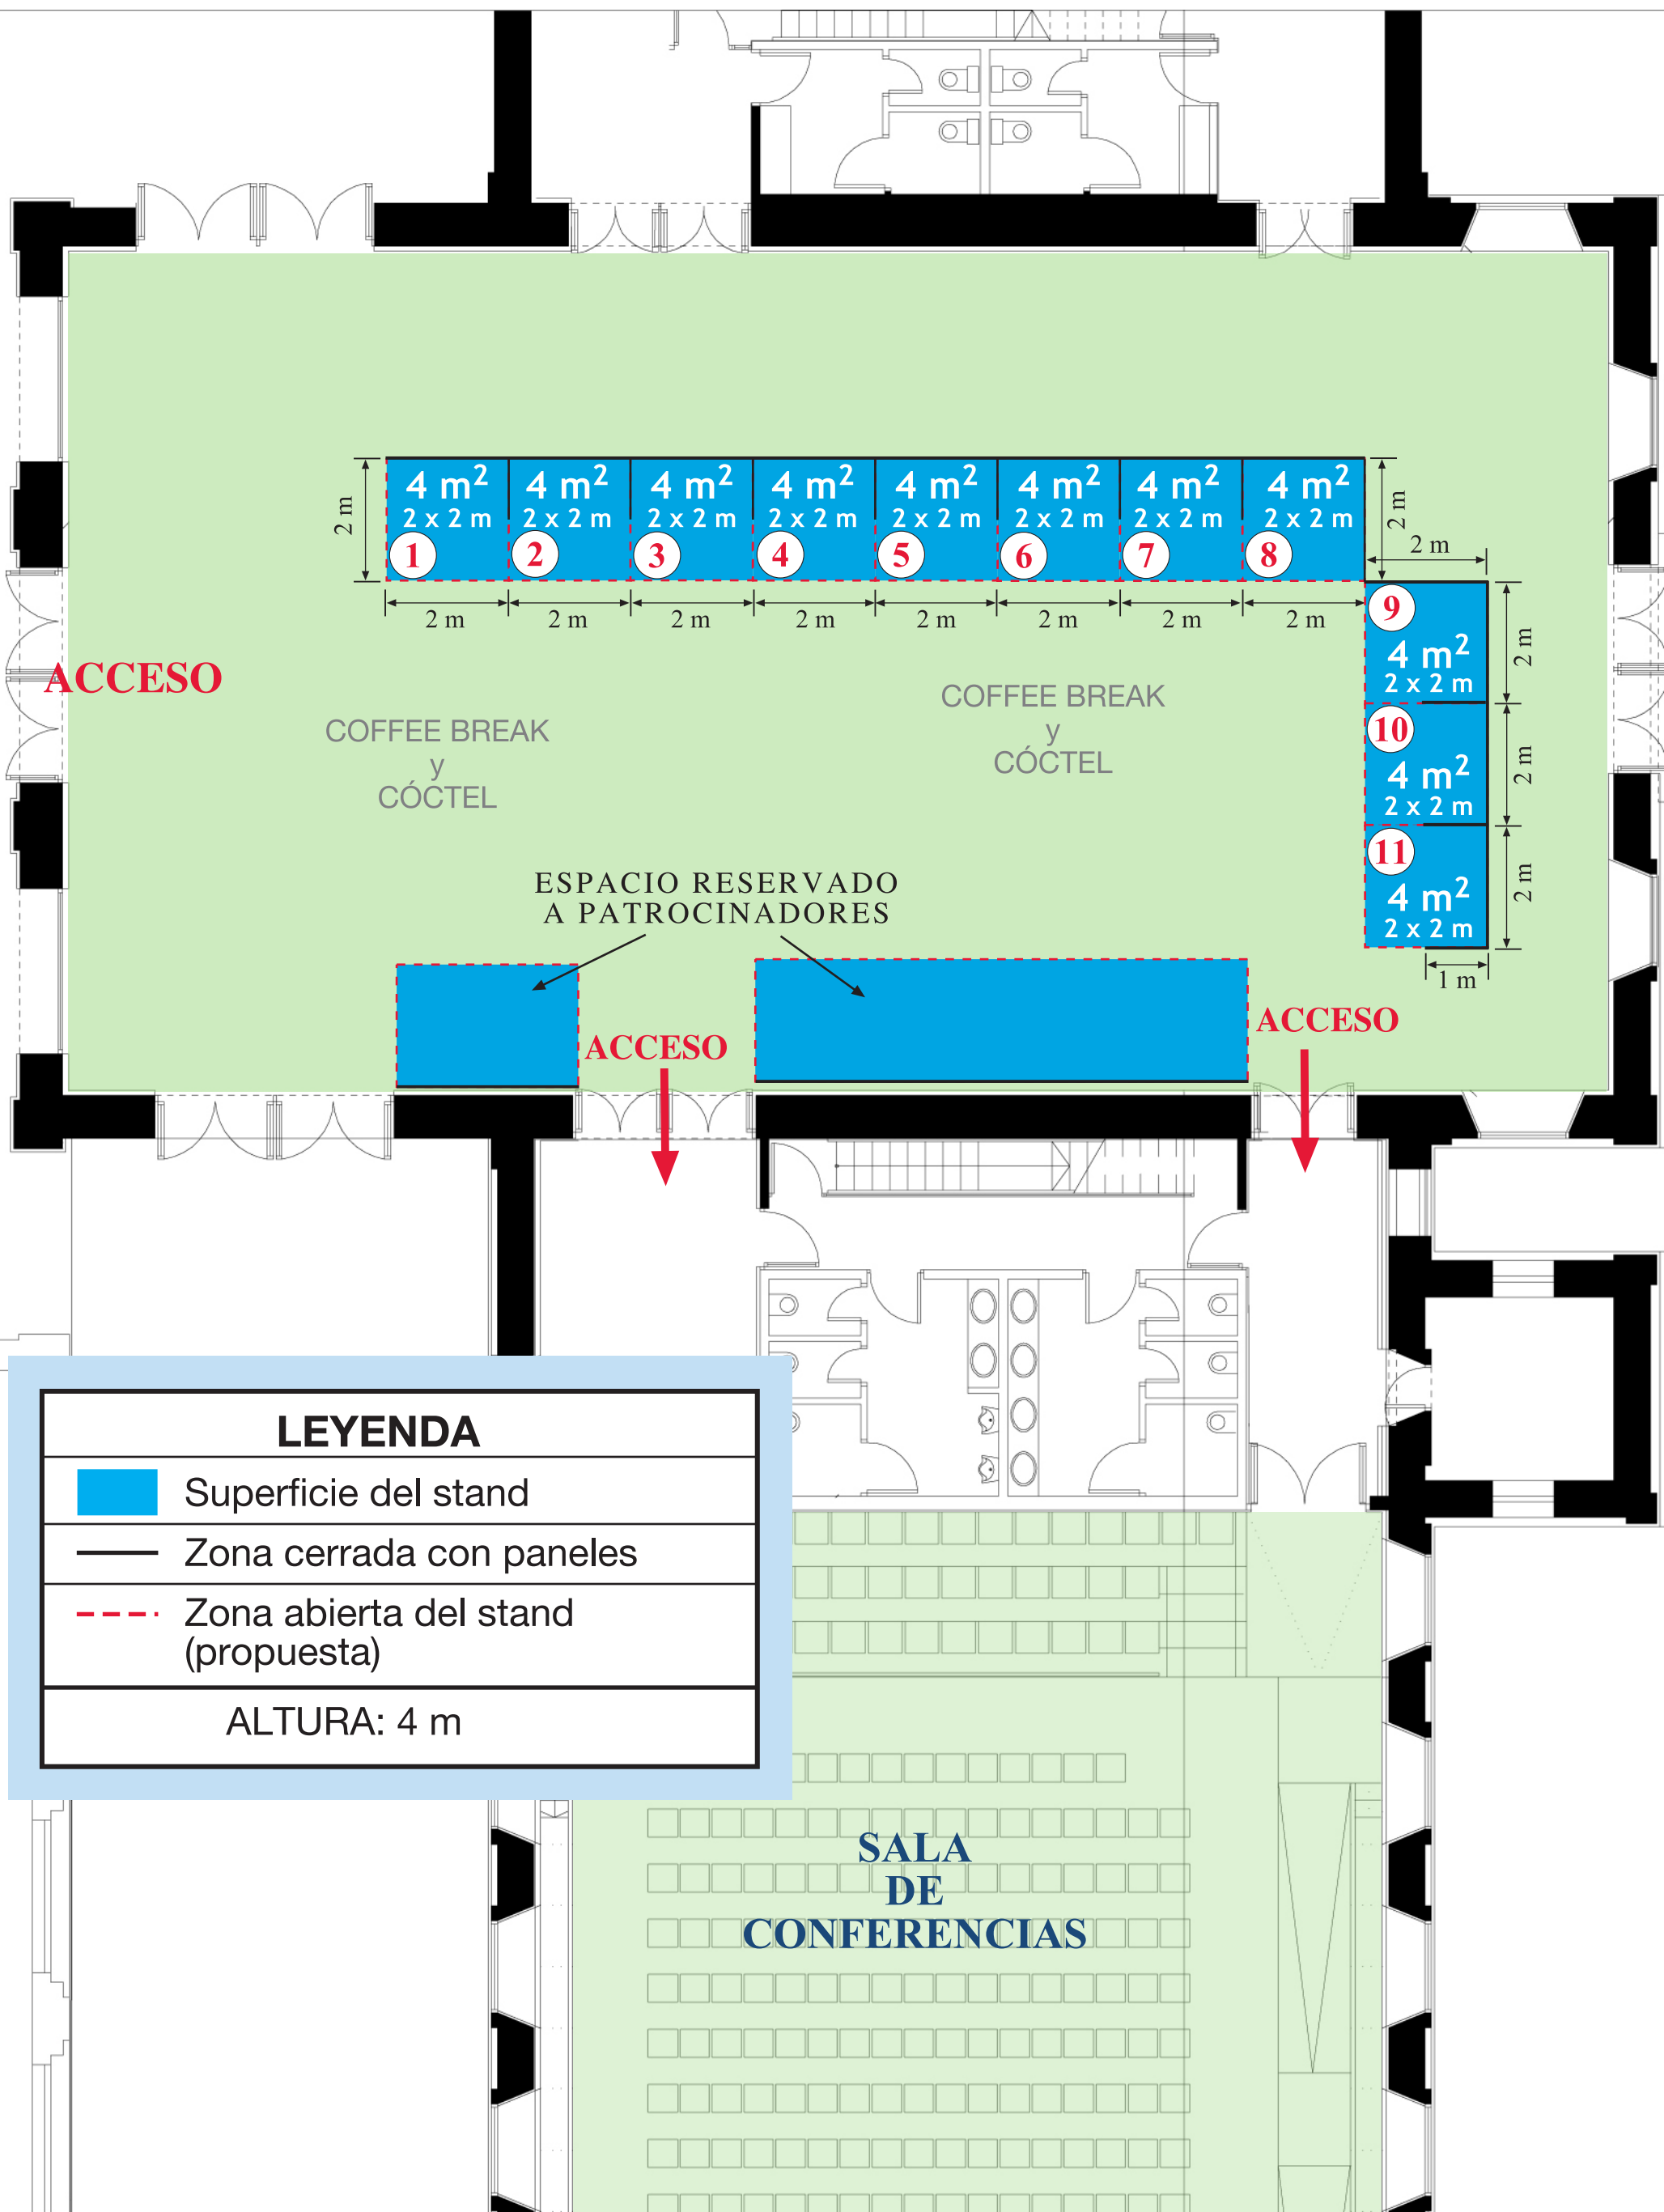 4 m²
2 x 2 m
1
4 m²
2 x 2 m
2
4 m²
2 x 2 m
3
4 m²
2 x 2 m
4
4 m²
2 x 2 m
5
4 m²
2 x 2 m
6
4 m²
2 x 2 m
7
4 m²
2 x 2 m
8
2 m
2 m
2 m
2 m
2 m
2 m
2 m
2 m
2 m
2 m
2 m
9
4 m²
2 x 2 m
2 m
10
4 m²
2 x 2 m
2 m
11
4 m²
2 x 2 m
2 m
2 m
1 m
ACCESO
COFFEE BREAK
y
CÓCTEL
COFFEE BREAK
y
CÓCTEL
ESPACIO RESERVADO
A PATROCINADORES
ACCESO
ACCESO
LEYENDA
Superficie del stand
Zona cerrada con paneles
Zona abierta del stand
(propuesta)
ALTURA: 4 m
SALA
DE
CONFERENCIAS